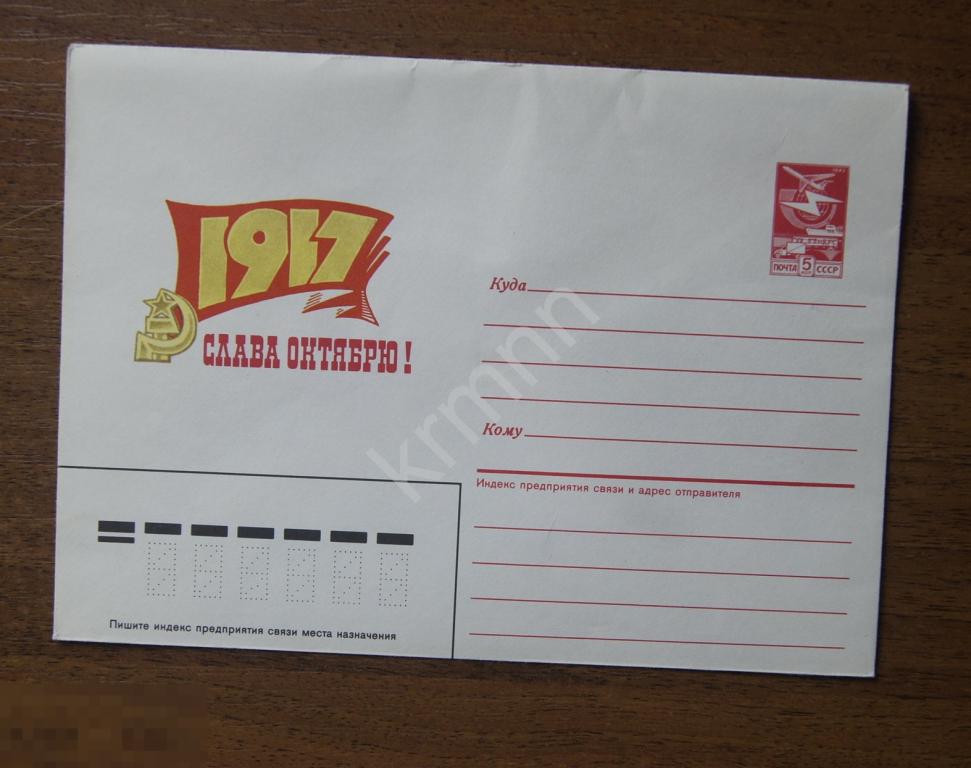 1917
СЛАВА ОКТЯБРЮ!
ПОЧТА 5 СССР
Куда
Кому
Индекс предприятия связи и адрес отправителя
Пишите индекс предприятия связи места назначения
krmnn